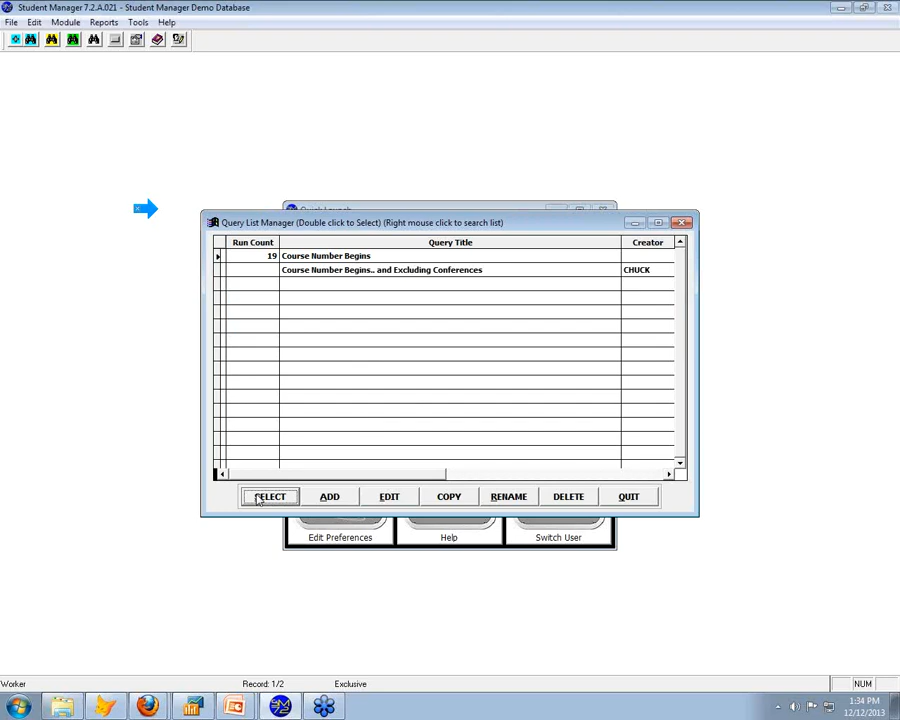 Student Manager 7.2.A.021 - Student Manager Demo Database
File Edit Module Reports Tools Help
Quick Launch
Query List Manager (Double click to Select) (Right mouse click to search list)
Run Count Query Title Creator
19 Course Number Begins
Course Number Begins.. and Excluding Conferences CHUCK
SELECT ADD EDIT COPY RENAME DELETE QUIT
Edit Preferences Help Switch User
Worker Record: 1/2 Exclusive NUM
1:34 PM
12/12/2013